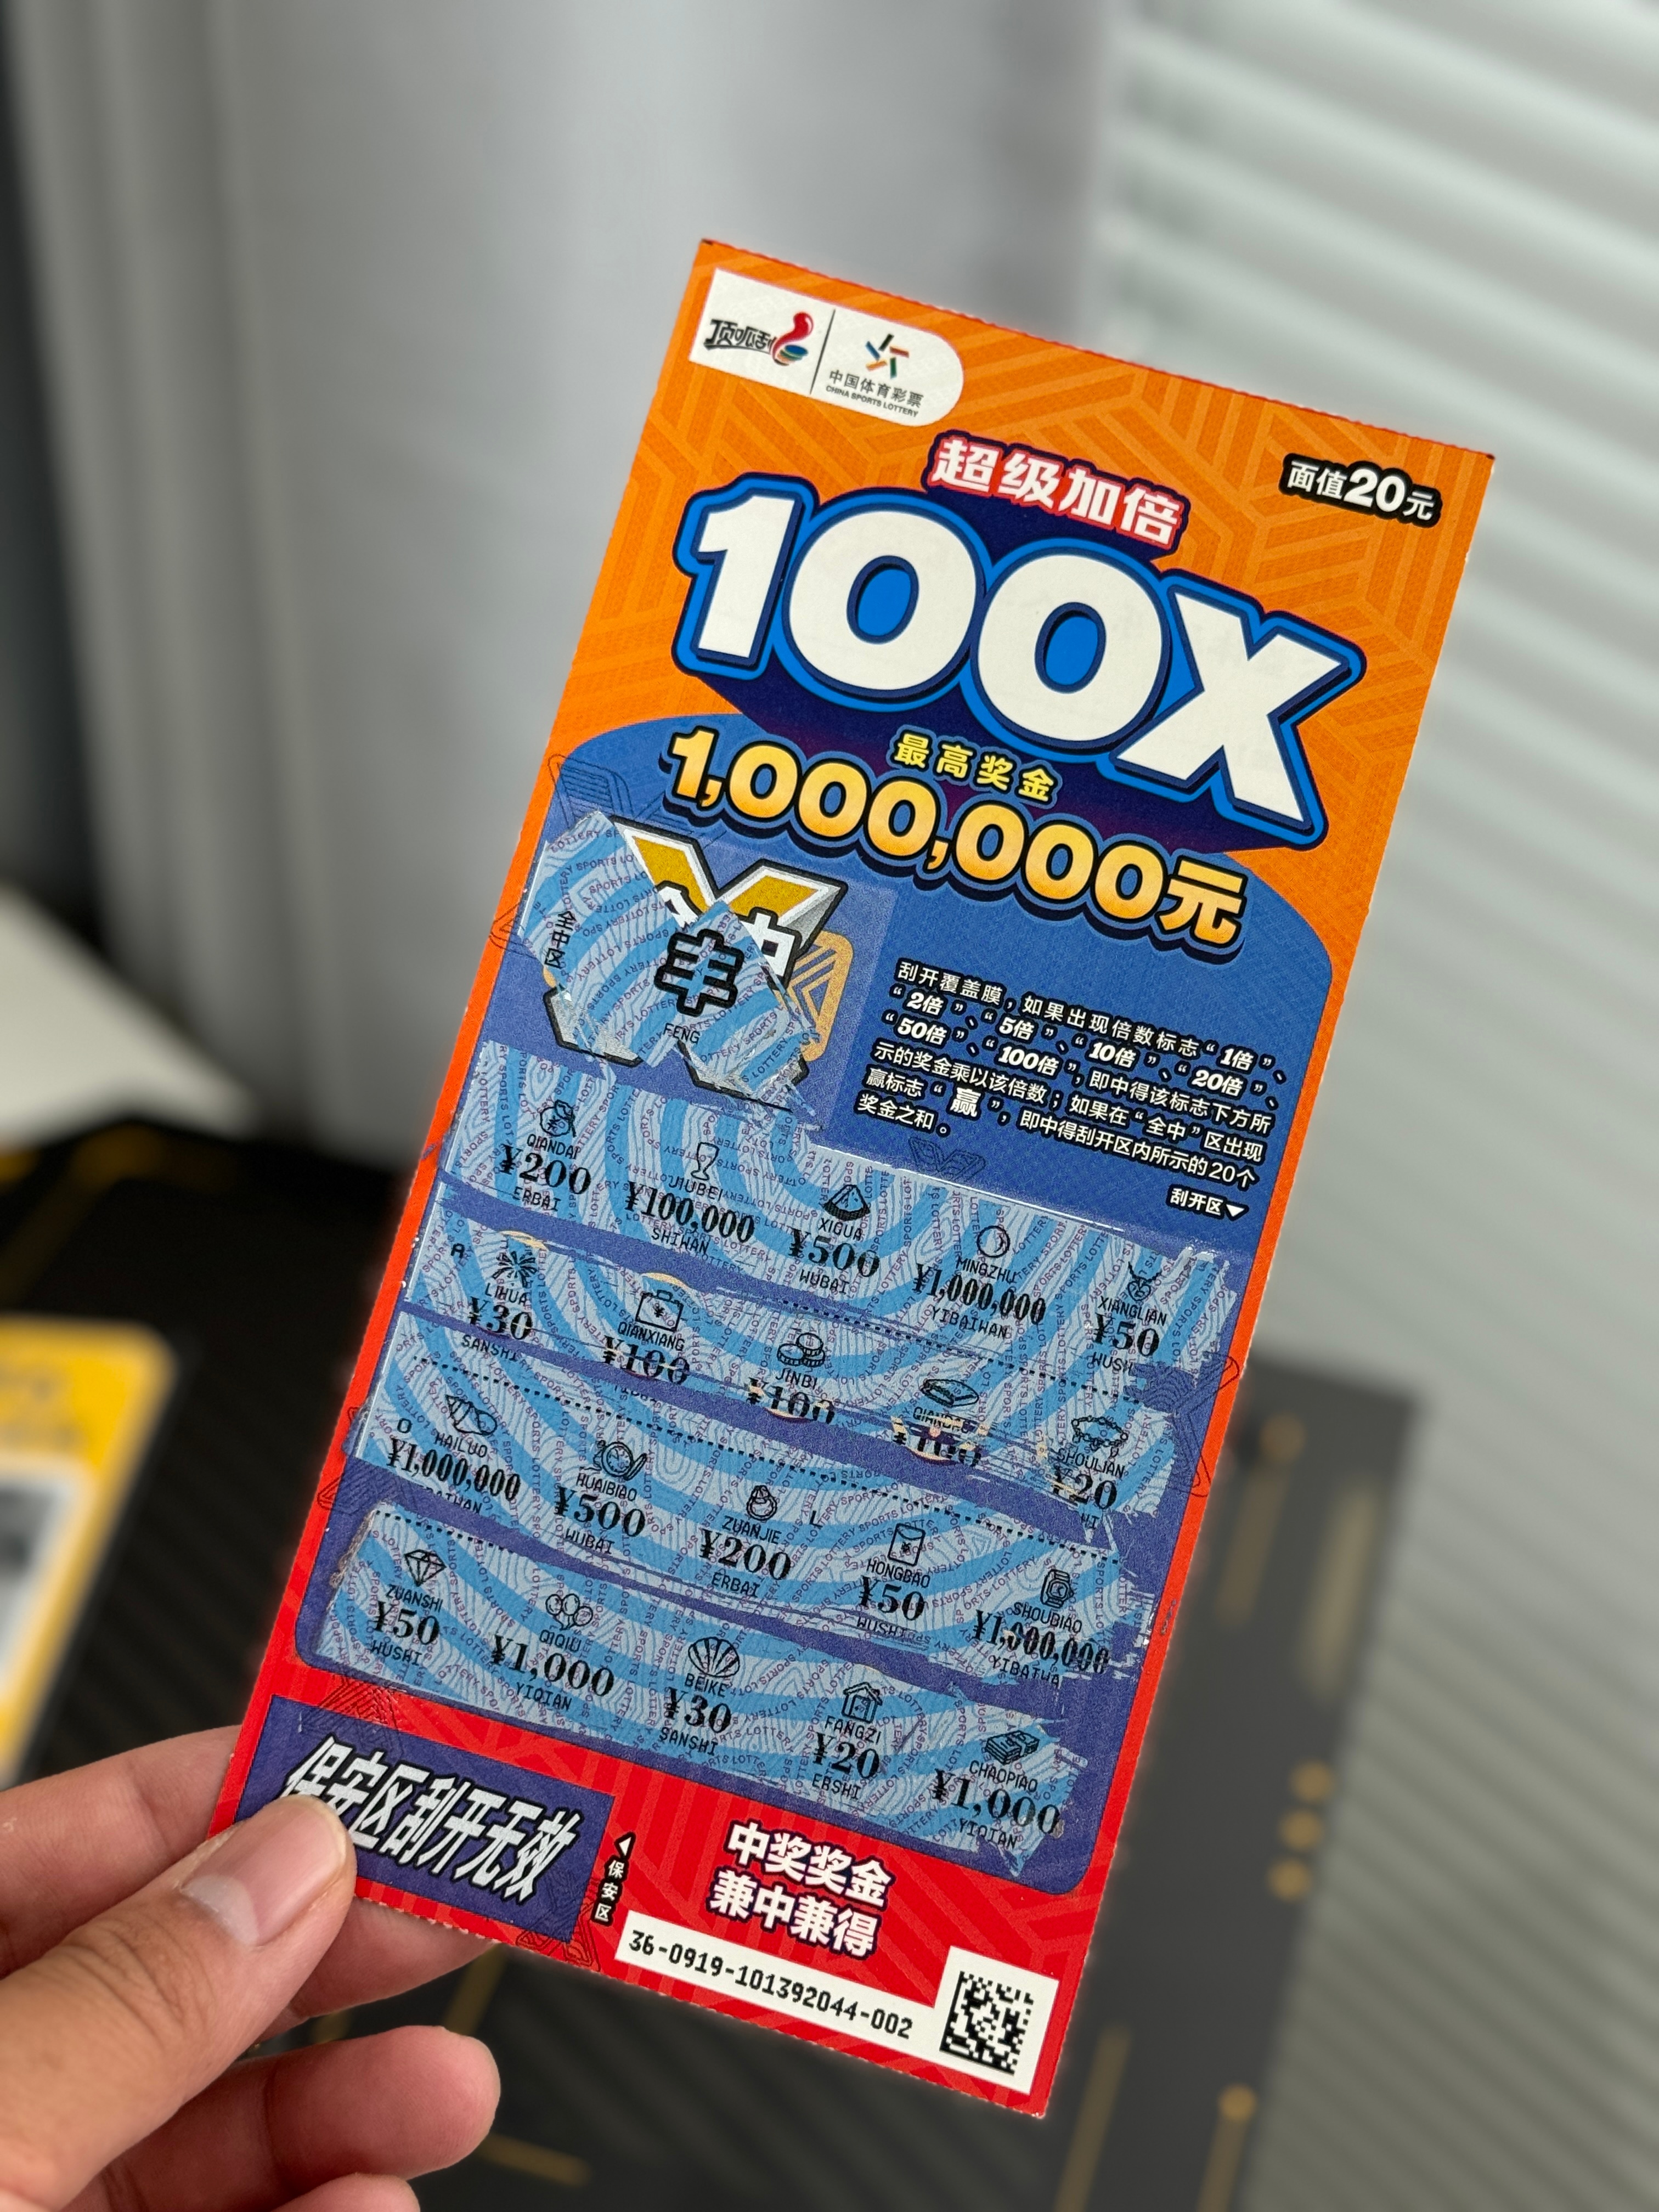 顶呱刮
中国体育彩票
CHINA SPORTS LOTTERY
面值20元
超级加倍
100X
最高奖金
1,000,000元
全中区
丰
FENG
刮开覆盖膜，如果出现倍数标志“1倍”、
“2倍”、“5倍”、“10倍”、“20倍”、
“50倍”、“100倍”，即中得该标志下方所
示的奖金乘以该倍数；如果在“全中”区出现
赢标志“赢”，即中得刮开区内所示的20个
奖金之和。
刮开区▼
QIANDAI JIUBEI XIGUA MINGZHU XIANGLIAN
¥200 ¥100,000 ¥500 ¥1,000,000 ¥50
ERBAI SHIWAN WUBAI YIBAIWAN
A
LIHUA QIANXIANG JINBI SHOULIAN
¥30 ¥100 ¥100 ¥100 ¥20
SANSHI
O
HAILUO HUAIBIAO ZUANJIE L HONGBAO SHOUBIAO
¥1,000,000 ¥500 ¥200 ¥50 ¥1,000,000
WUBAI ERBAI WUSHI
ZUANSHI QIQIU BEIKE FANGZI CHAOPIAO
¥50 ¥1,000 ¥30 ¥20 ¥1,000
WUSHI YIQIAN SANSHI ERSHI YIQIAN
保安区刮开无效
◀保安区
中奖奖金
兼中兼得
36-0919-101392044-002